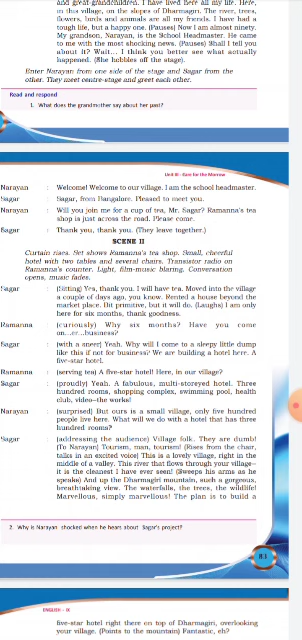 and great-grandchildren. I have lived here all my life. Here,
in this village, on the slopes of Dharmagiri. The river, trees,
flowers, birds and animals are all my friends. I have had a
tough life, but a happy one. (Pauses) Now I am almost ninety.
My grandson, Narayan, is the School Headmaster. He came
to me with the most shocking news. (Pauses) Shall I tell you
about it? Wait... I think you better see what actually
happened. (She hobbles off the stage).
Enter Narayan from one side of the stage and Sagar from the
other. They meet centre-stage and greet each other.
Read and respond
1. What does the grandmother say about her past?
Unit III - Care for the Morrow
Narayan : Welcome! Welcome to our village. I am the school headmaster.
Sagar : Sagar, from Bangalore. Pleased to meet you.
Narayan : Will you join me for a cup of tea, Mr. Sagar? Ramanna's tea
shop is just across the road. Please come.
Sagar : Thank you, thank you. (They leave together.)
SCENE II
Curtain rises. Set shows Ramanna's tea shop. Small, cheerful
hotel with two tables and several chairs. Transistor radio on
Ramanna's counter. Light, film-music blaring. Conversation
opens, music fades.
Sagar : (Sitting) Yes, thank you. I will have tea. Moved into the village
a couple of days ago, you know. Rented a house beyond the
market place. Bit primitive, but it will do. (Laughs) I am only
here for six months, thank goodness.
Ramanna : (curiously) Why six months? Have you come
on...er...business?
Sagar : (with a sneer) Yeah. Why will I come to a sleepy little dump
like this if not for business? We are building a hotel here. A
five-star hotel.
Ramanna : (serving tea) A five-star hotel! Here, in our village?
Sagar : (proudly) Yeah. A fabulous, multi-storeyed hotel. Three
hundred rooms, shopping complex, swimming pool, health
club, video-the works!
Narayan : (surprised) But ours is a small village, only five hundred
people live here. What will we do with a hotel that has three
hundred rooms?
Sagar : (addressing the audience) Village folk. They are dumb!
(To Narayan) Tourism, man, tourism! (Rises from the chair,
talks in an excited voice) This is a lovely village, right in the
middle of a valley. This river that flows through your village-
it is the cleanest I have ever seen! (Sweeps his arms as he
speaks) And up the Dharmagiri mountain, such a gorgeous,
breathtaking view. The waterfalls, the trees, the wildlife!
Marvellous, simply marvellous! The plan is to build a
2. Why is Narayan shocked when he hears about Sagar's project?
83
ENGLISH - IX
five-star hotel right there on top of Dharmagiri, overlooking
your village. (Points to the mountain) Fantastic, eh?